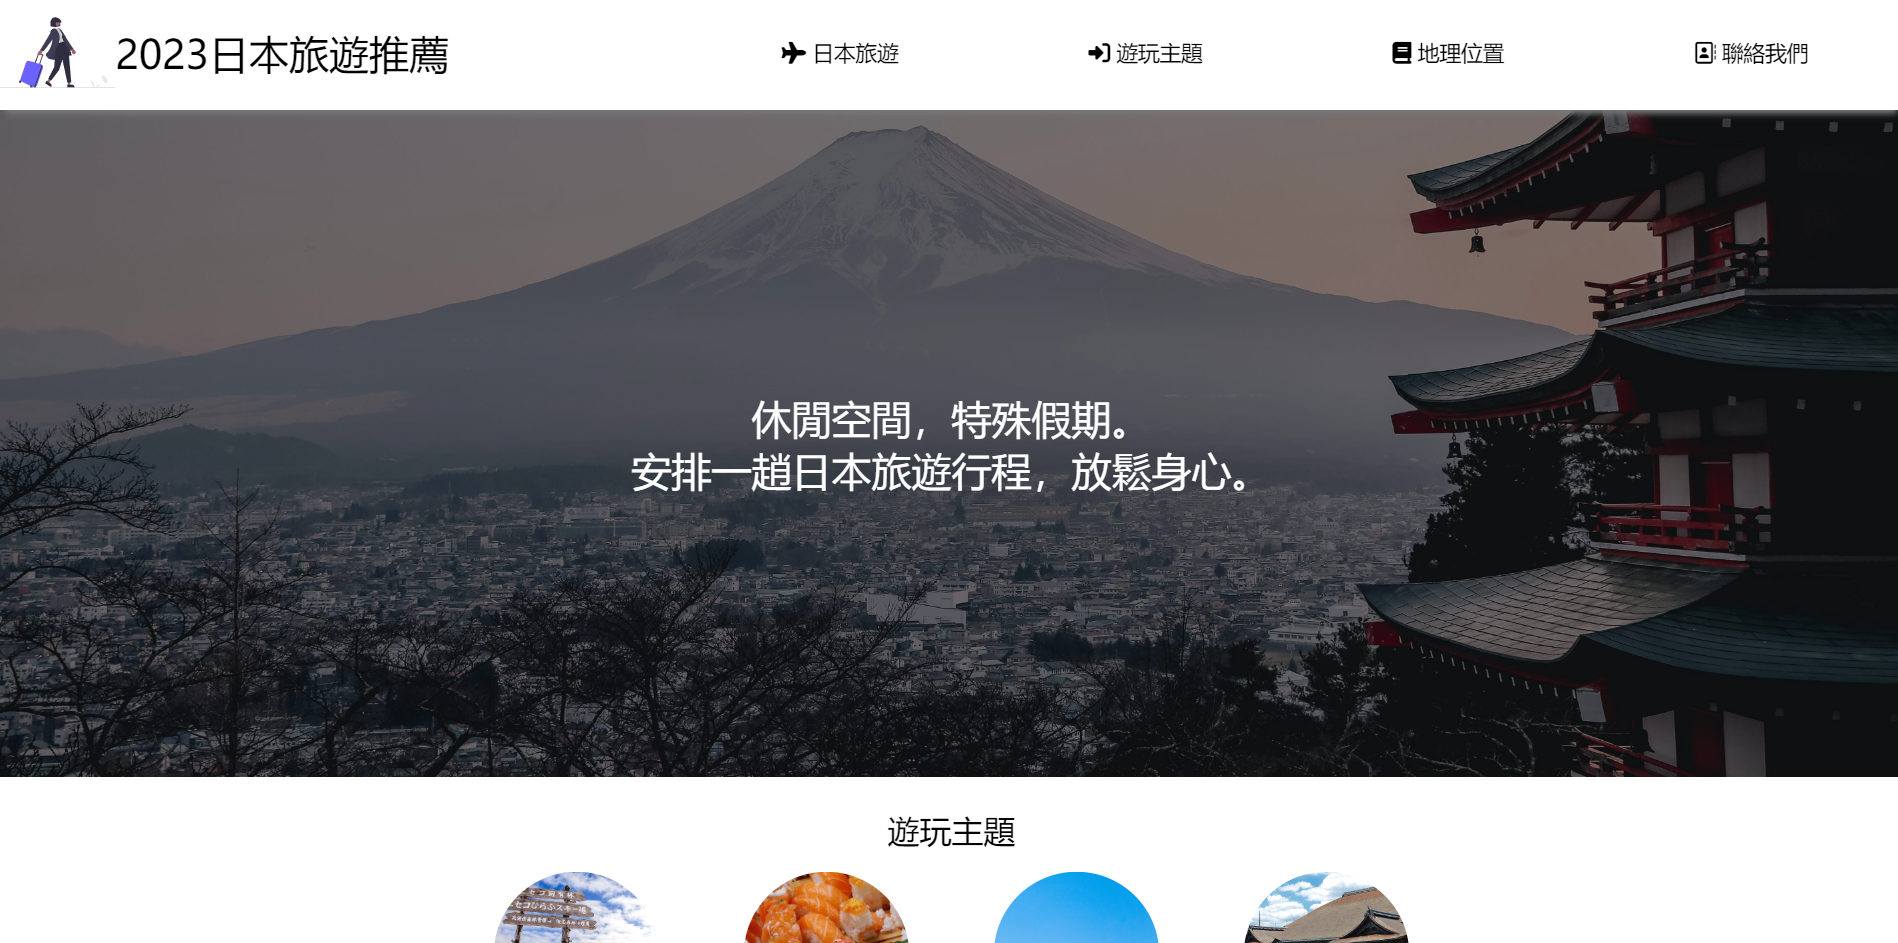 2023日本旅遊推薦
日本旅遊
遊玩主題
地理位置
聯絡我們
休閒空間，特殊假期。
安排一趟日本旅遊行程，放鬆身心。
遊玩主題